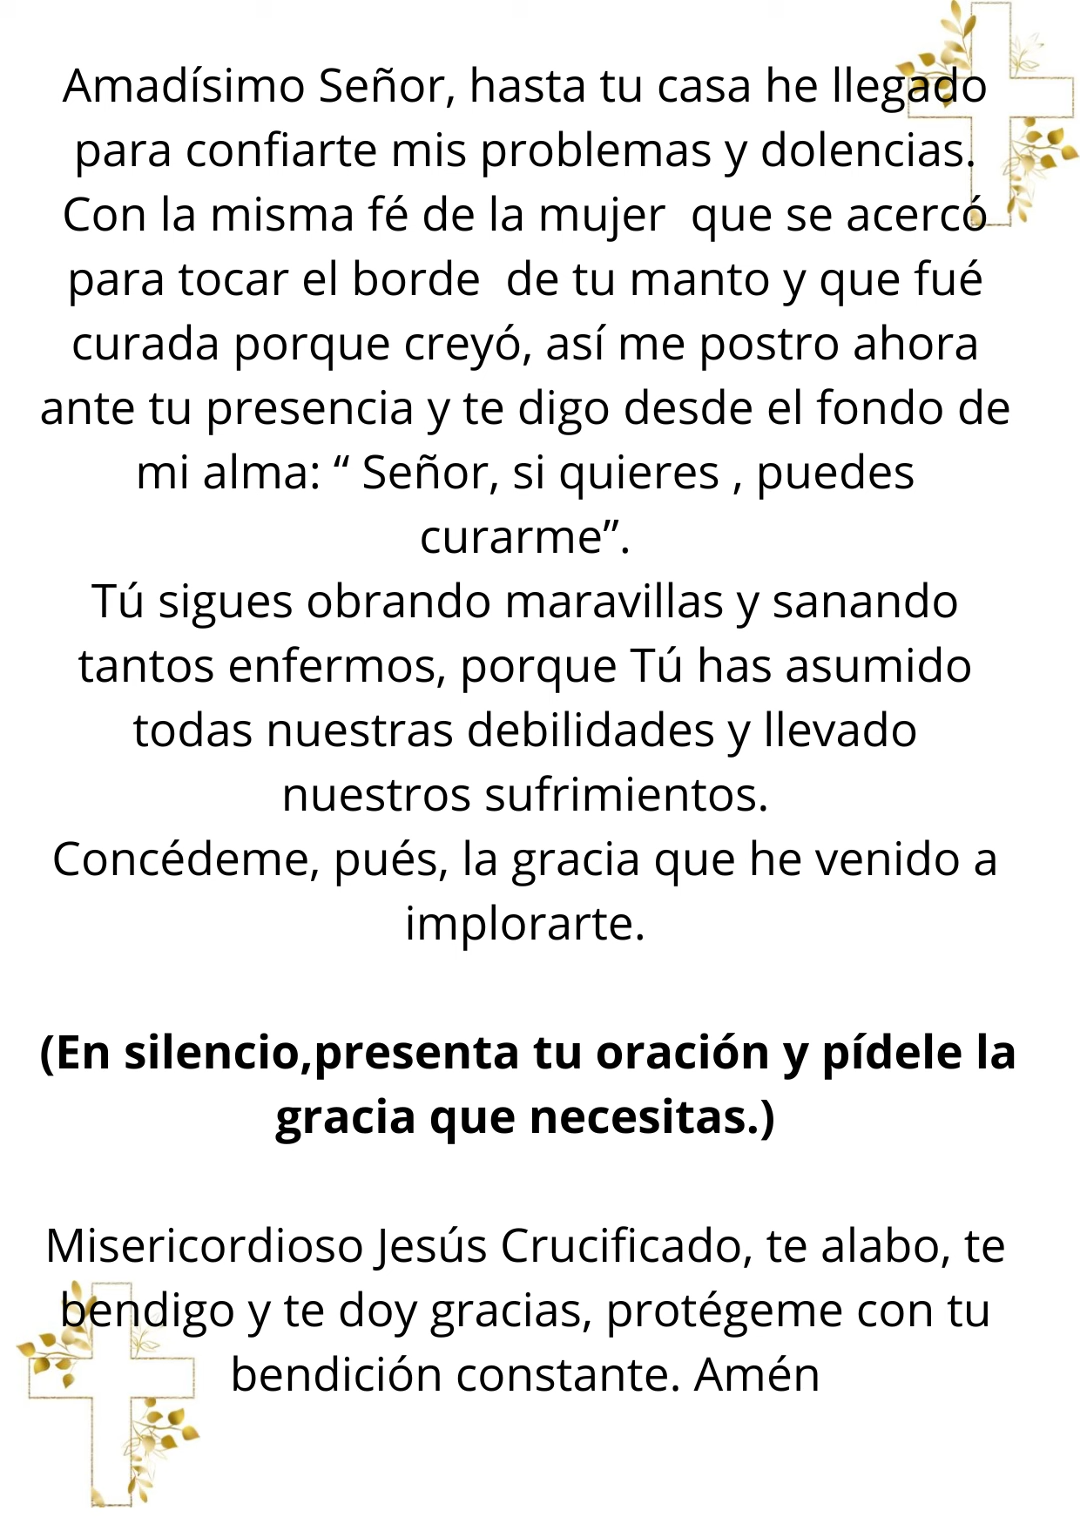 Amadísimo Señor, hasta tu casa he llegado
para confiarte mis problemas y dolencias.
Con la misma fé de la mujer  que se acercó
para tocar el borde  de tu manto y que fué
curada porque creyó, así me postro ahora
ante tu presencia y te digo desde el fondo de
mi alma: “ Señor, si quieres , puedes
curarme”.
Tú sigues obrando maravillas y sanando
tantos enfermos, porque Tú has asumido
todas nuestras debilidades y llevado
nuestros sufrimientos.
Concédeme, pués, la gracia que he venido a
implorarte.
(En silencio,presenta tu oración y pídele la
gracia que necesitas.)
Misericordioso Jesús Crucificado, te alabo, te
bendigo y te doy gracias, protégeme con tu
bendición constante. Amén